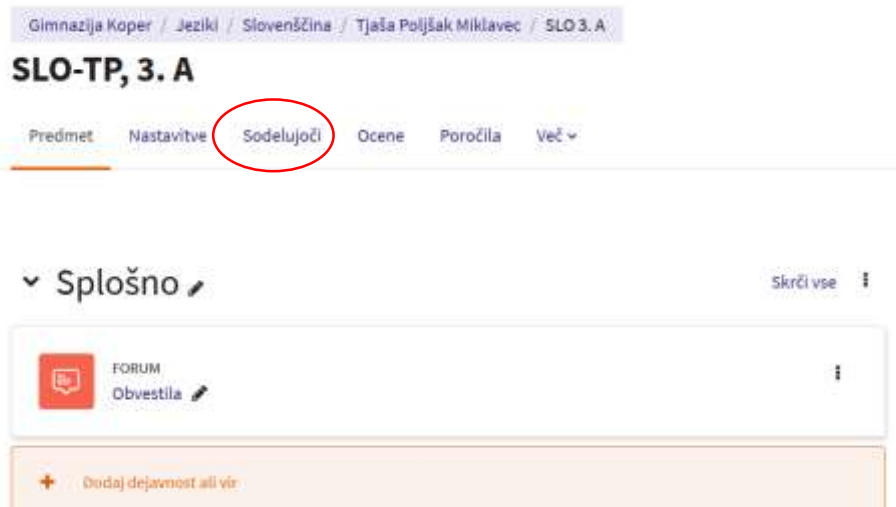 Gimnazija Koper / Jeziki / Slovenščina / Tjaša Poljšak Miklavec / SLO 3. A
SLO-TP, 3. A
Predmet Nastavitve Sodelujoči Ocene Poročila Več
Splošno Skrči vse
FORUM
Obvestila
Dodaj dejavnost ali vir